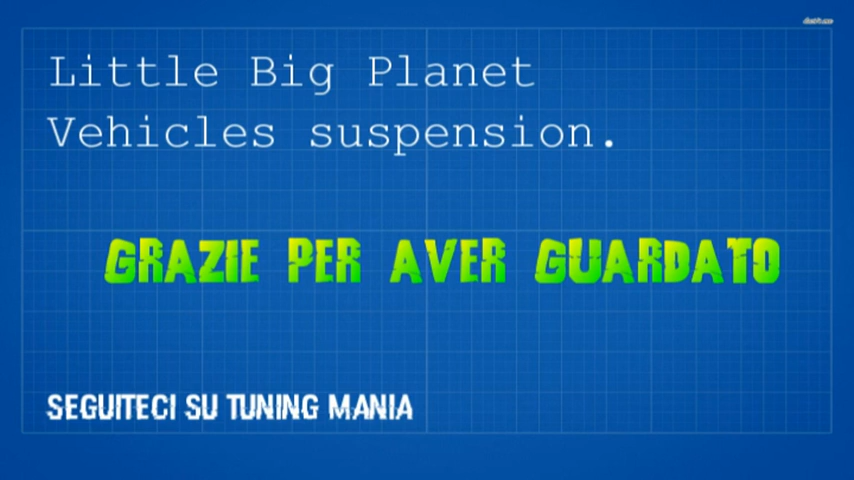 Little Big Planet
Vehicles suspension.
GRAZIE PER AVER GUARDATO
SEGUITECI SU TUNING MANIA